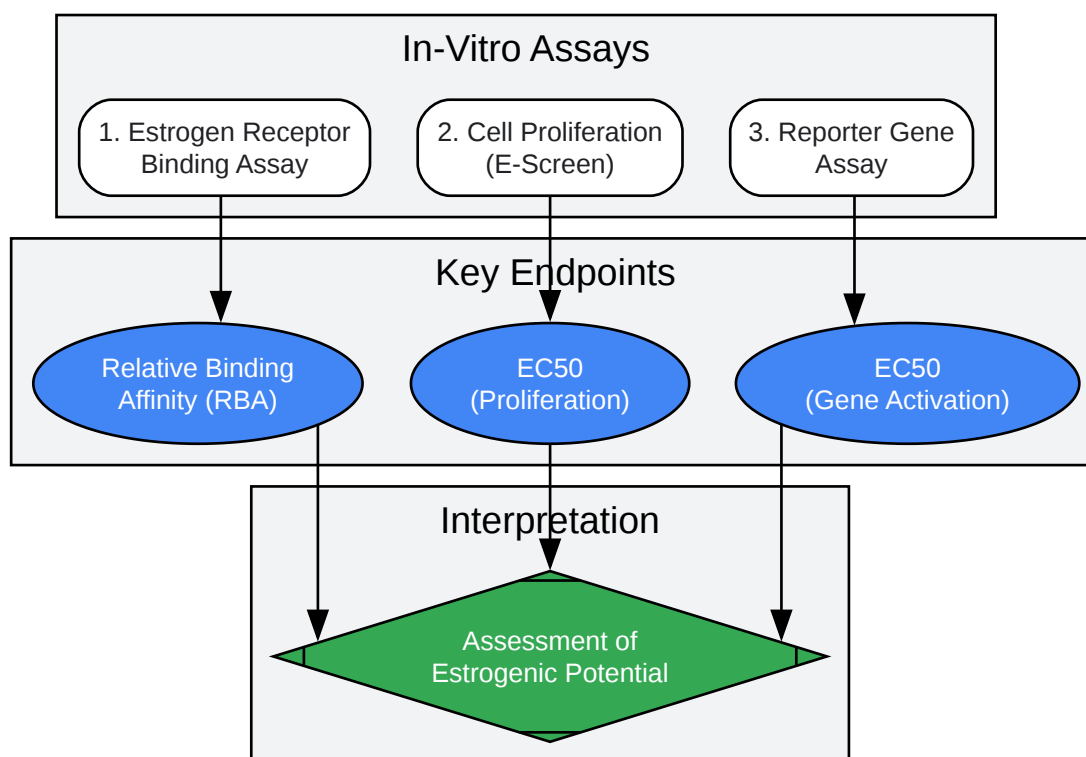 In-Vitro Assays
1. Estrogen Receptor
Binding Assay
2. Cell Proliferation
(E-Screen)
3. Reporter Gene
Assay
Key Endpoints
Relative Binding
Affinity (RBA)
EC50
(Proliferation)
EC50
(Gene Activation)
Interpretation
Assessment of
Estrogenic Potential